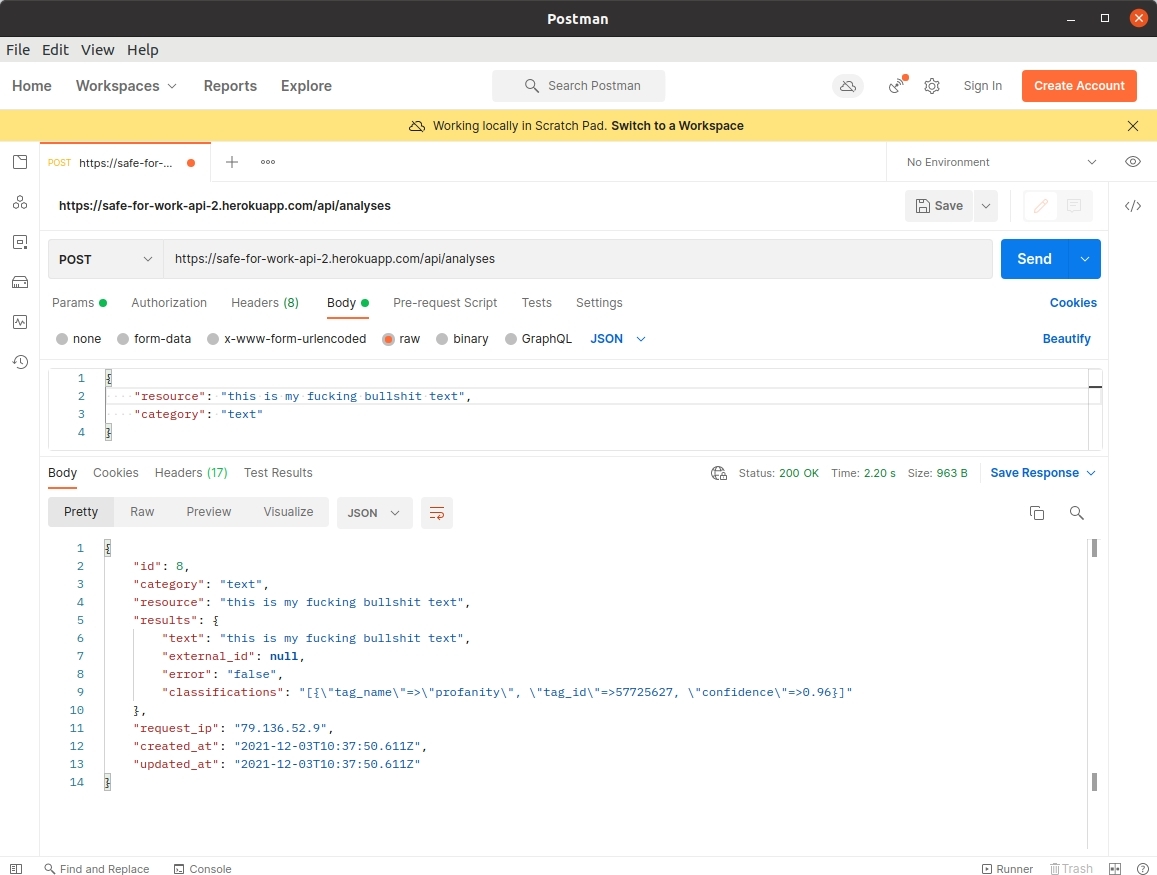 Postman
File Edit View Help
Home Workspaces Reports Explore Search Postman Sign In Create Account
Working locally in Scratch Pad. Switch to a Workspace
POST https://safe-for-... No Environment
https://safe-for-work-api-2.herokuapp.com/api/analyses Save
POST https://safe-for-work-api-2.herokuapp.com/api/analyses Send
Params Authorization Headers (8) Body Pre-request Script Tests Settings Cookies
none form-data x-www-form-urlencoded raw binary GraphQL JSON Beautify
1 {
2 "resource": "this is my fucking bullshit text",
3 "category": "text"
4 }
Body Cookies Headers (17) Test Results Status: 200 OK Time: 2.20 s Size: 963 B Save Response
Pretty Raw Preview Visualize JSON
1 {
2 "id": 8,
3 "category": "text",
4 "resource": "this is my fucking bullshit text",
5 "results": {
6 "text": "this is my fucking bullshit text",
7 "external_id": null,
8 "error": "false",
9 "classifications": "[{\"tag_name\"=>\"profanity\", \"tag_id\"=>57725627, \"confidence\"=>0.96}]"
10 },
11 "request_ip": "79.136.52.9",
12 "created_at": "2021-12-03T10:37:50.611Z",
13 "updated_at": "2021-12-03T10:37:50.611Z"
14 }
Find and Replace Console Runner Trash